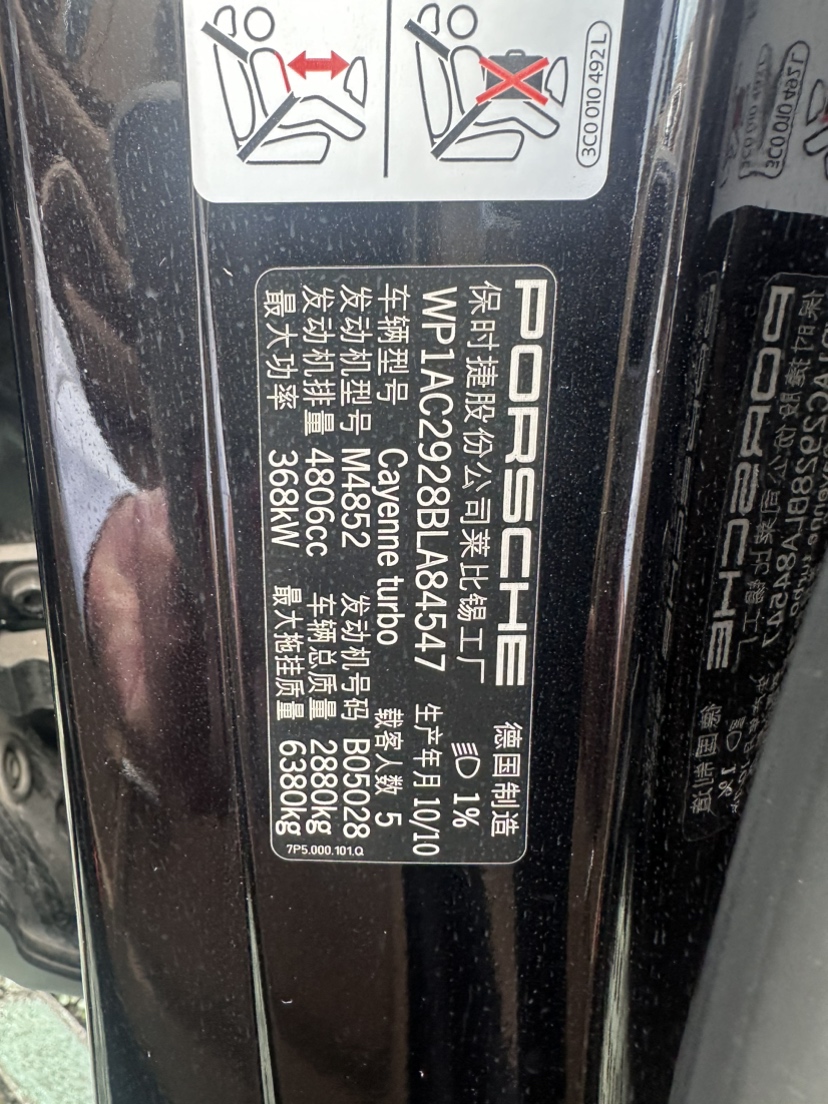 3C0 010 492 L
PORSCHE 德国制造
保时捷股份公司莱比锡工厂 1%
WP1AC2928BLA84547 生产年月 10/10
车辆型号 Cayenne turbo 载客人数 5
发动机型号 M4852 发动机号码 B05028
发动机排量 4806cc 车辆总质量 2880kg
最大功率 368kW 最大拖挂质量 6380kg
7P5.000.101.Q